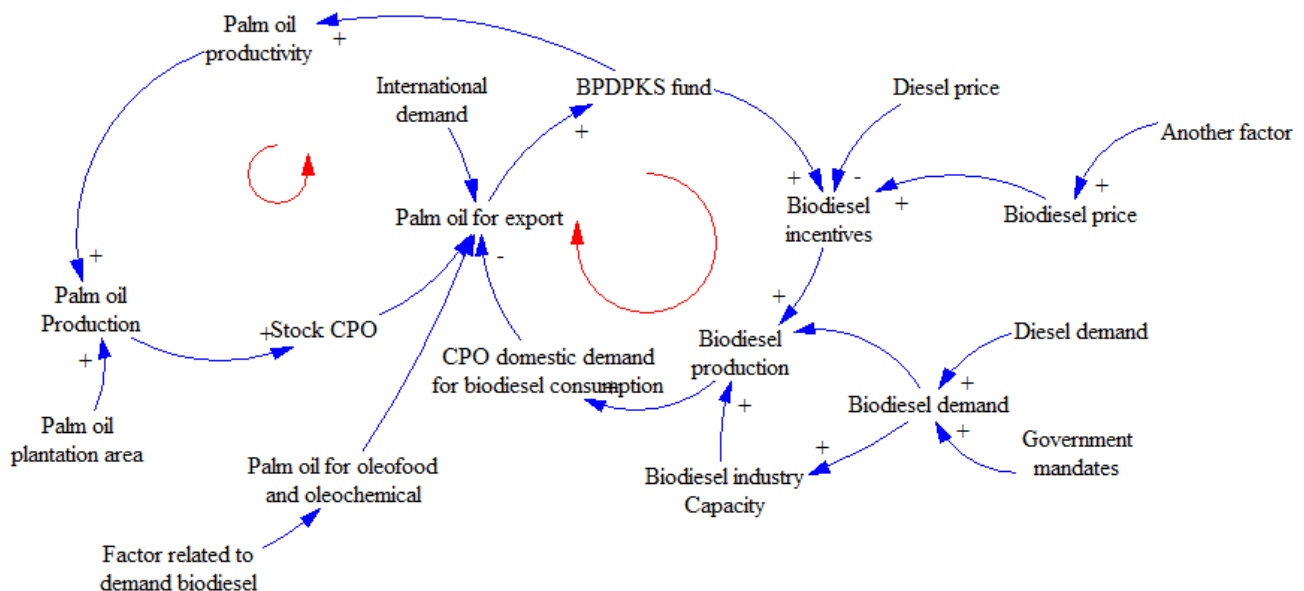 Palm oil
productivity
+
BPDPKS fund
International
demand
+
Diesel price
Another factor
+
-
+
+
Palm oil for export
Biodiesel
incentives
Biodiesel price
-
+
Palm oil
Production
+
+
Stock CPO
+
CPO domestic demand
for biodiesel consumption
+
Biodiesel
production
+
Diesel demand
+
Biodiesel demand
+
+
Palm oil
plantation area
Palm oil for oleofood
and oleochemical
Biodiesel industry
Capacity
Government
mandates
Factor related to
demand biodiesel